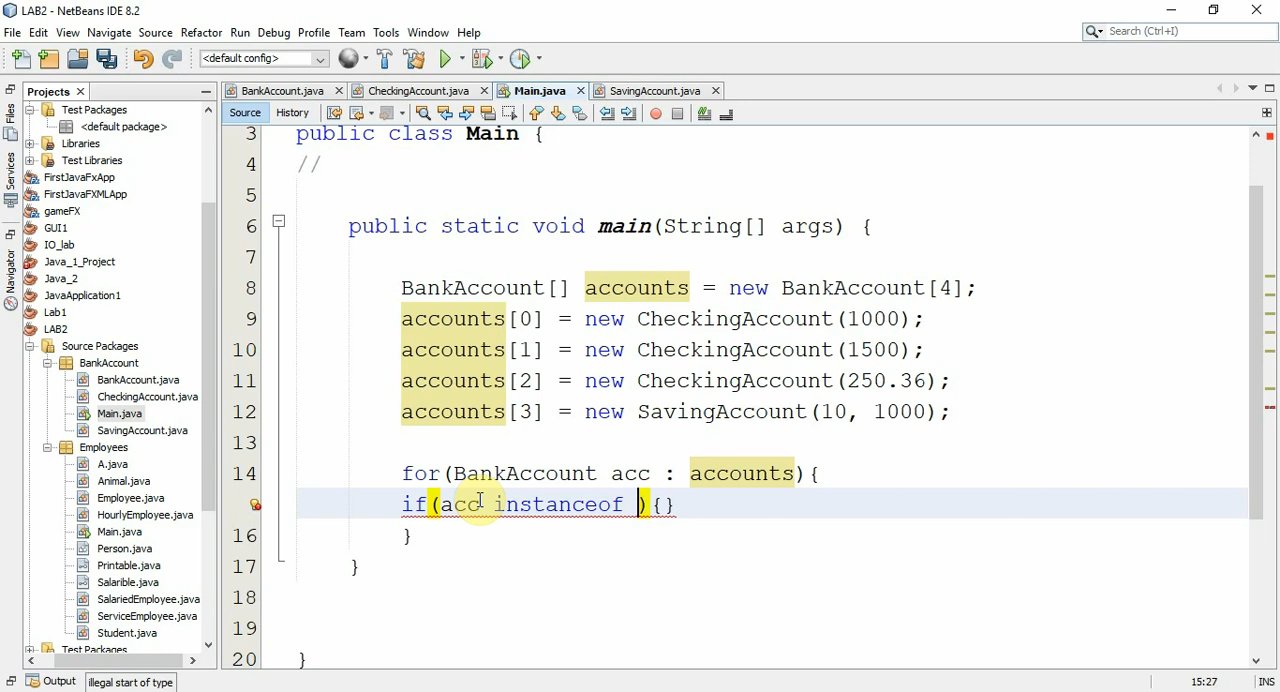 LAB2 - NetBeans IDE 8.2
File Edit View Navigate Source Refactor Run Debug Profile Team Tools Window Help
Search (Ctrl+I)
<default config>
Projects
BankAccount.java CheckingAccount.java Main.java SavingAccount.java
Source History
Files
Services
Navigator
Test Packages
<default package>
Libraries
Test Libraries
FirstJavaFxApp
FirstJavaFXMLApp
gameFX
GUI1
IO_lab
Java_1_Project
Java_2
JavaApplication1
Lab1
LAB2
Source Packages
BankAccount
BankAccount.java
CheckingAccount.java
Main.java
SavingAccount.java
Employees
A.java
Animal.java
Employee.java
HourlyEmployee.java
Main.java
Person.java
Printable.java
Salarible.java
SalariedEmployee.java
ServiceEmployee.java
Student.java
Test Packages
3 public class Main {
4 //
5
6 public static void main(String[] args) {
7
8 BankAccount[] accounts = new BankAccount[4];
9 accounts[0] = new CheckingAccount(1000);
10 accounts[1] = new CheckingAccount(1500);
11 accounts[2] = new CheckingAccount(250.36);
12 accounts[3] = new SavingAccount(10, 1000);
13
14 for(BankAccount acc : accounts){
if(acc instanceof ){}
16 }
17 }
18
19
20 }
Output illegal start of type 15:27 INS